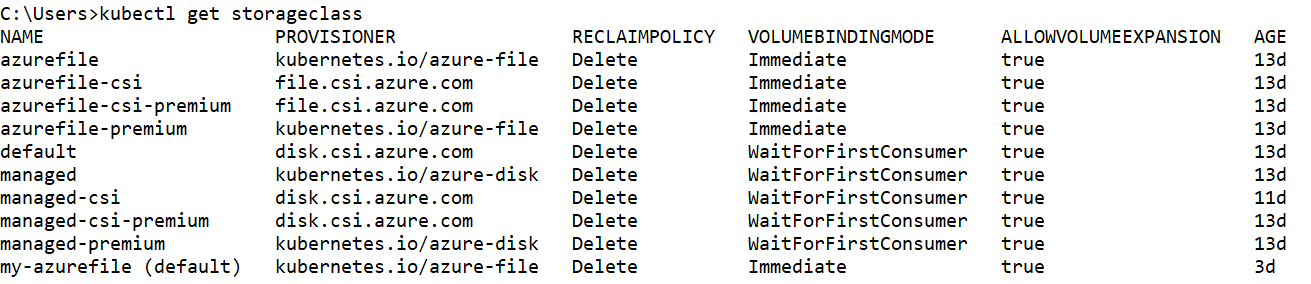 C:\Users>kubectl get storageclass
NAME PROVISIONER RECLAIMPOLICY VOLUMEBINDINGMODE ALLOWVOLUMEEXPANSION AGE
azurefile kubernetes.io/azure-file Delete Immediate true 13d
azurefile-csi file.csi.azure.com Delete Immediate true 13d
azurefile-csi-premium file.csi.azure.com Delete Immediate true 13d
azurefile-premium kubernetes.io/azure-file Delete Immediate true 13d
default disk.csi.azure.com Delete WaitForFirstConsumer true 13d
managed kubernetes.io/azure-disk Delete WaitForFirstConsumer true 13d
managed-csi disk.csi.azure.com Delete WaitForFirstConsumer true 11d
managed-csi-premium disk.csi.azure.com Delete WaitForFirstConsumer true 13d
managed-premium kubernetes.io/azure-disk Delete WaitForFirstConsumer true 13d
my-azurefile (default) kubernetes.io/azure-file Delete Immediate true 3d